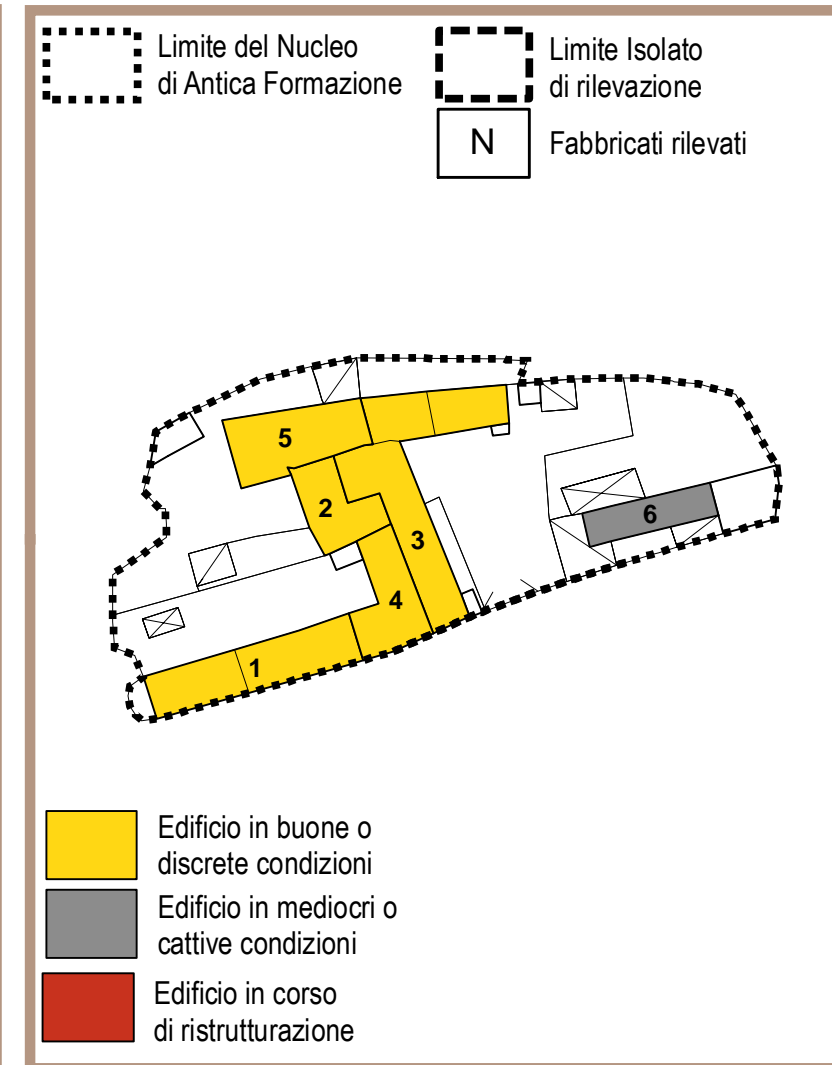 Limite del Nucleo
di Antica Formazione
Limite Isolato
di rilevazione
N
Fabbricati rilevati
5
2
3
6
4
1
Edificio in buone o
discrete condizioni
Edificio in mediocri o
cattive condizioni
Edificio in corso
di ristrutturazione